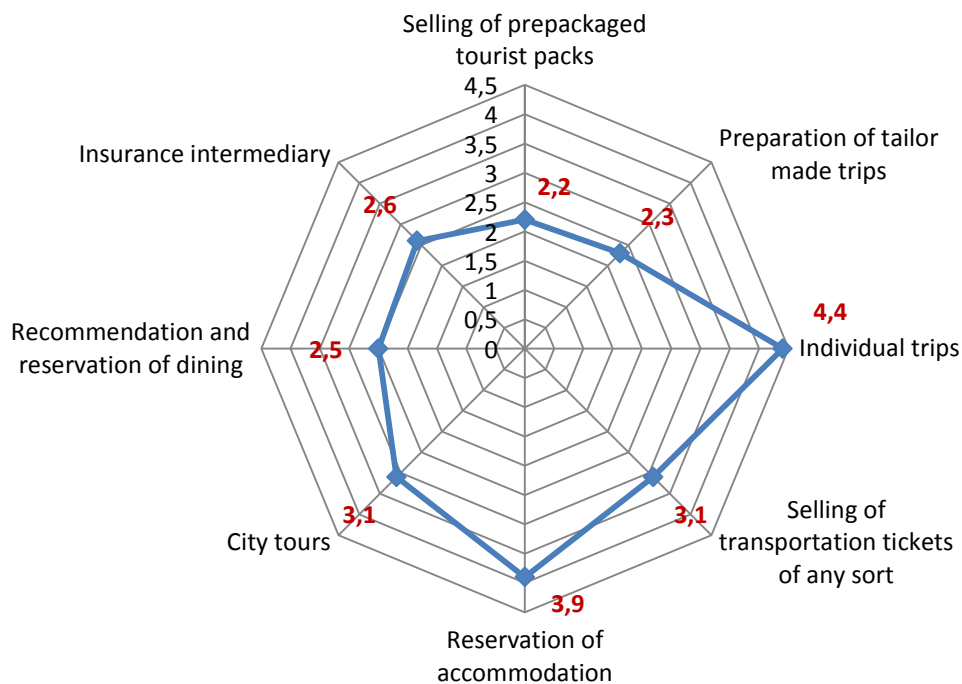 Selling of prepackaged
tourist packs
4,5
4
3,5
3
2,5
2
1,5
1
0,5
0
2,2
Preparation of tailor
made trips
2,3
4,4
Individual trips
3,1
Selling of
transportation tickets
of any sort
3,9
Reservation of
accommodation
3,1
City tours
2,5
Recommendation and
reservation of dining
2,6
Insurance intermediary